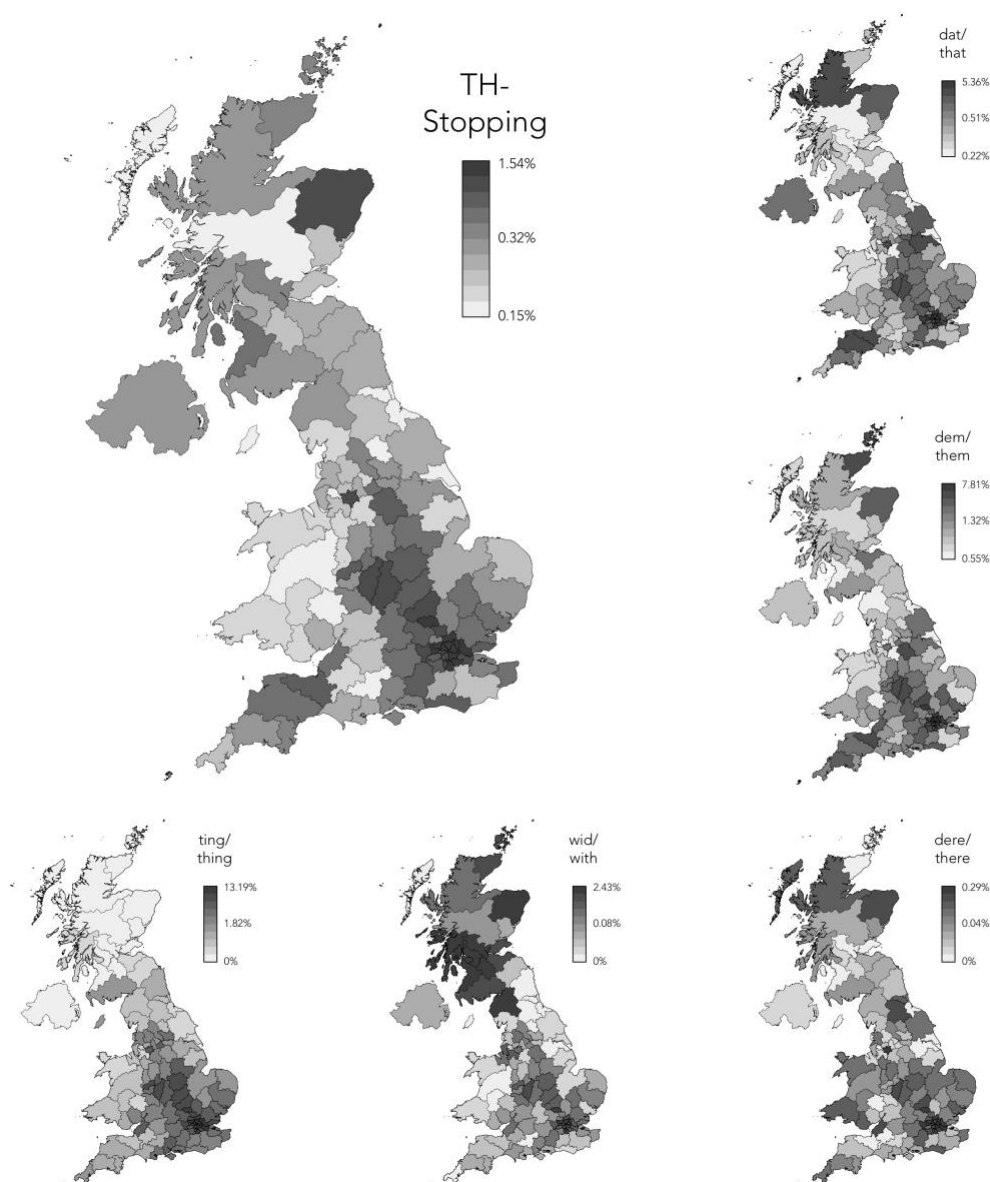 TH-
Stopping
1.54%
0.32%
0.15%
dat/
that
5.36%
0.51%
0.22%
dem/
them
7.81%
1.32%
0.55%
ting/
thing
13.19%
1.82%
0%
wid/
with
2.43%
0.08%
0%
dere/
there
0.29%
0.04%
0%